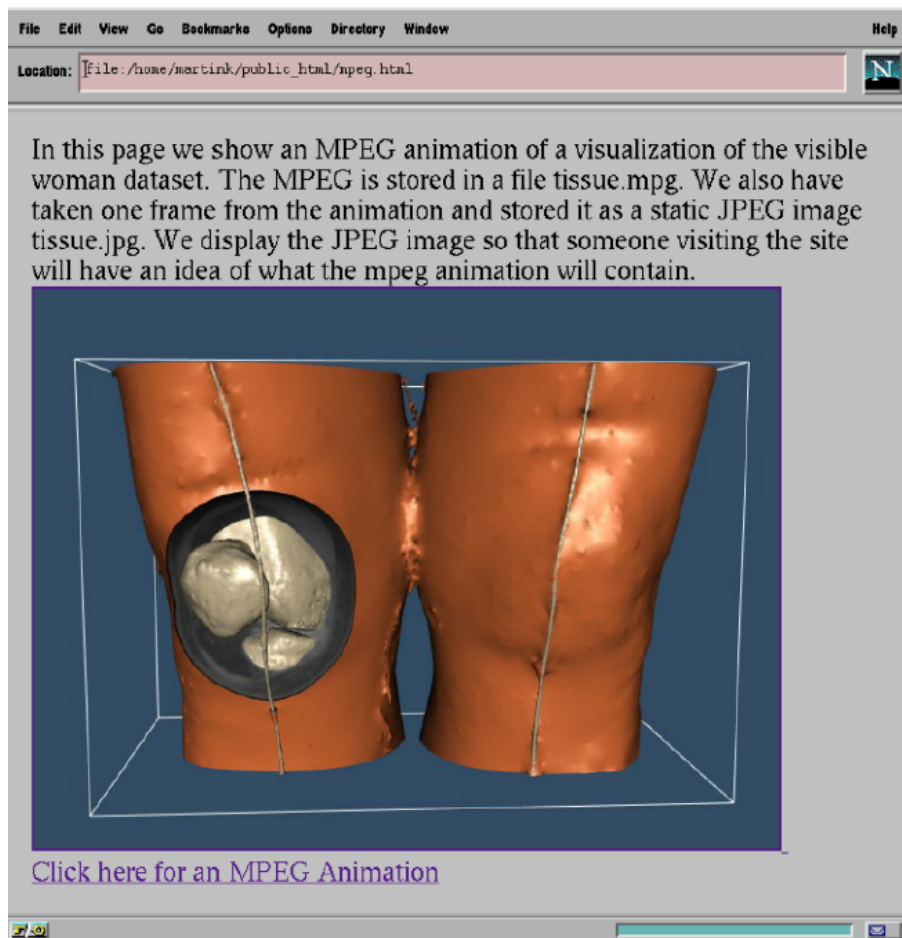 File Edit View Go Bookmarks Options Directory Window Help
Location: file:/home/martink/public_html/mpeg.html
N
In this page we show an MPEG animation of a visualization of the visible
woman dataset. The MPEG is stored in a file tissue.mpg. We also have
taken one frame from the animation and stored it as a static JPEG image
tissue.jpg. We display the JPEG image so that someone visiting the site
will have an idea of what the mpeg animation will contain.
Click here for an MPEG Animation